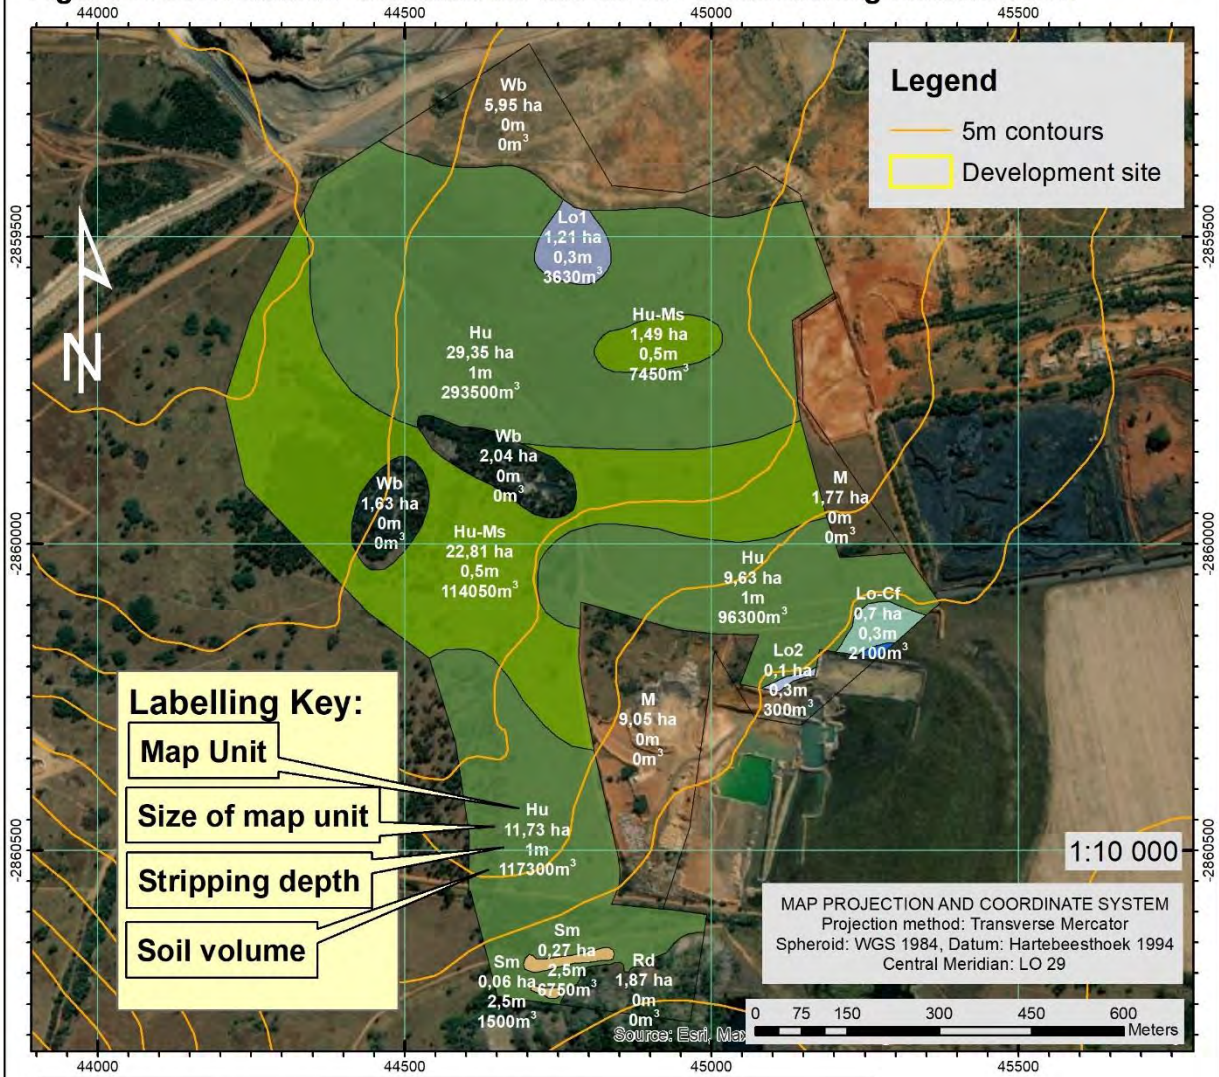 44000 44500 45000 45500
Legend
5m contours
Development site
Wb
5,95 ha
0m
0m³
-2859500
-2859500
Lo1
1,21 ha
0,3m
3630m³
Hu-Ms
1,49 ha
0,5m
7450m³
Hu
29,35 ha
1m
293500m³
N
Wb
2,04 ha
0m
0m³
Wb
1,63 ha
0m
0m³
M
1,77 ha
0m
0m³
-2860000
-2860000
Hu-Ms
22,81 ha
0,5m
114050m³
Hu
9,63 ha
1m
96300m³
Lo-Cf
0,7 ha
0,3m
2100m³
Lo2
0,1 ha
0,3m
300m³
M
9,05 ha
0m
0m³
Labelling Key:
Map Unit
Size of map unit
Stripping depth
Soil volume
Hu
11,73 ha
1m
117300m³
-2860500
-2860500
1:10 000
MAP PROJECTION AND COORDINATE SYSTEM
Projection method: Transverse Mercator
Spheroid: WGS 1984, Datum: Hartebeesthoek 1994
Central Meridian: LO 29
Sm
0,27 ha
2,5m
6750m³
Sm
0,06 ha
2,5m
1500m³
Rd
1,87 ha
0m
0m³
0 75 150 300 450 600
Meters
Source: Esri,
44000 44500 45000 45500